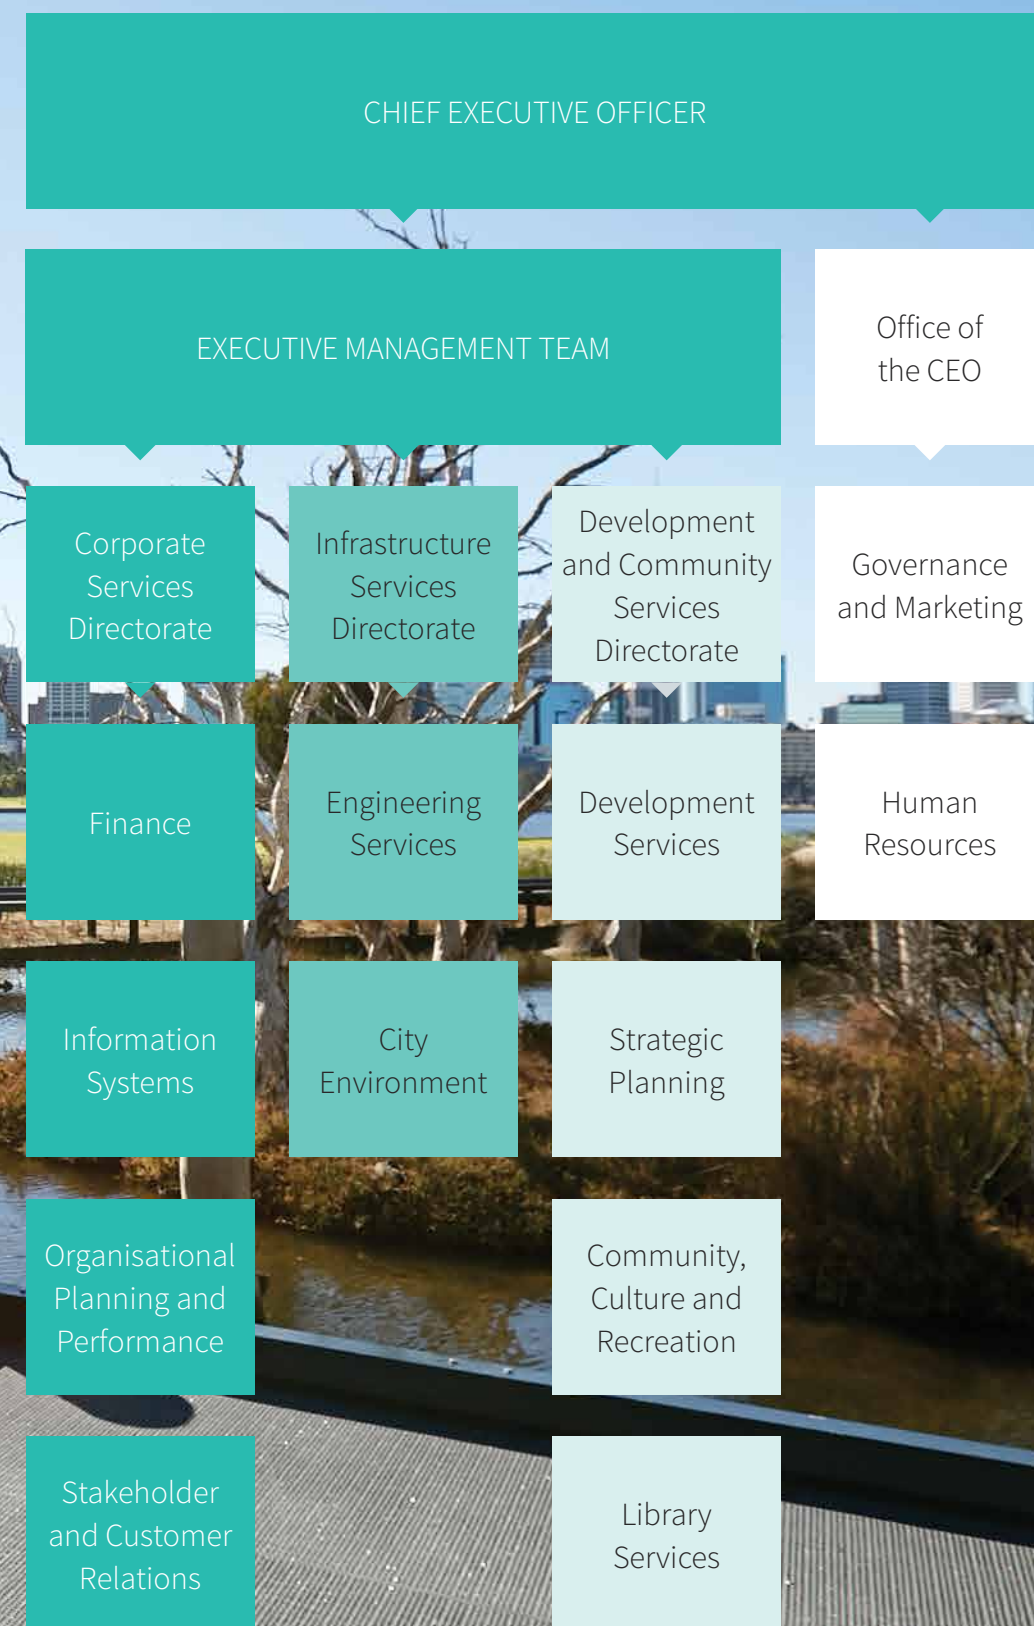 CHIEF EXECUTIVE OFFICER
EXECUTIVE MANAGEMENT TEAM
Office of
the CEO
Corporate
Services
Directorate
Infrastructure
Services
Directorate
Development
and Community
Services
Directorate
Governance
and Marketing
Finance
Engineering
Services
Development
Services
Human
Resources
Information
Systems
City
Environment
Strategic
Planning
Organisational
Planning and
Performance
Community,
Culture and
Recreation
Stakeholder
and Customer
Relations
Library
Services